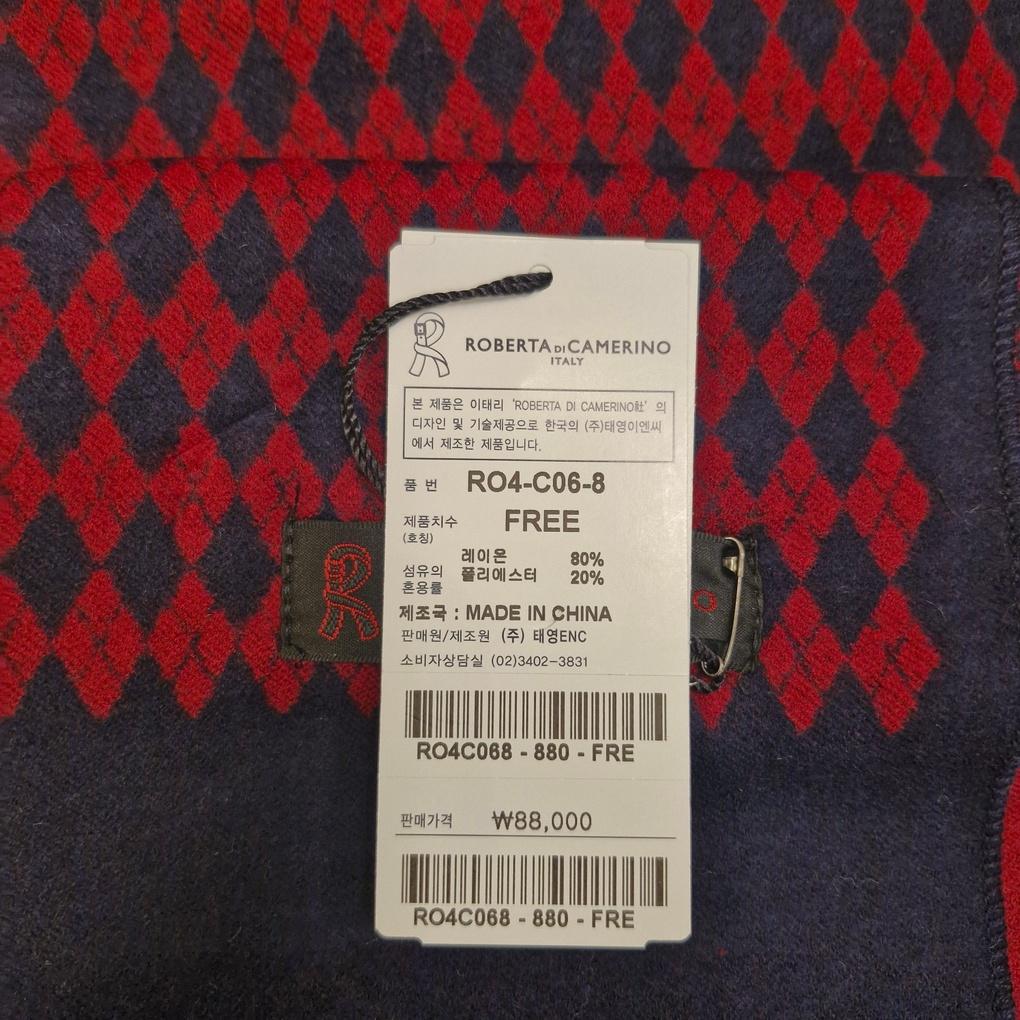 ROBERTA DI CAMERINO
ITALY
본 제품은 이태리 'ROBERTA DI CAMERINO社' 의
디자인 및 기술제공으로 한국의 (주)태영이엔씨
에서 제조한 제품입니다.
품 번 RO4-C06-8
제품치수 FREE
(호칭)
레이온 80%
섬유의 폴리에스터 20%
혼용률
제조국 : MADE IN CHINA
판매원/제조원 (주) 태영ENC
소비자상담실 (02)3402-3831
RO4C068 - 880 - FRE
판매가격 ₩88,000
RO4C068 - 880 - FRE
R
O